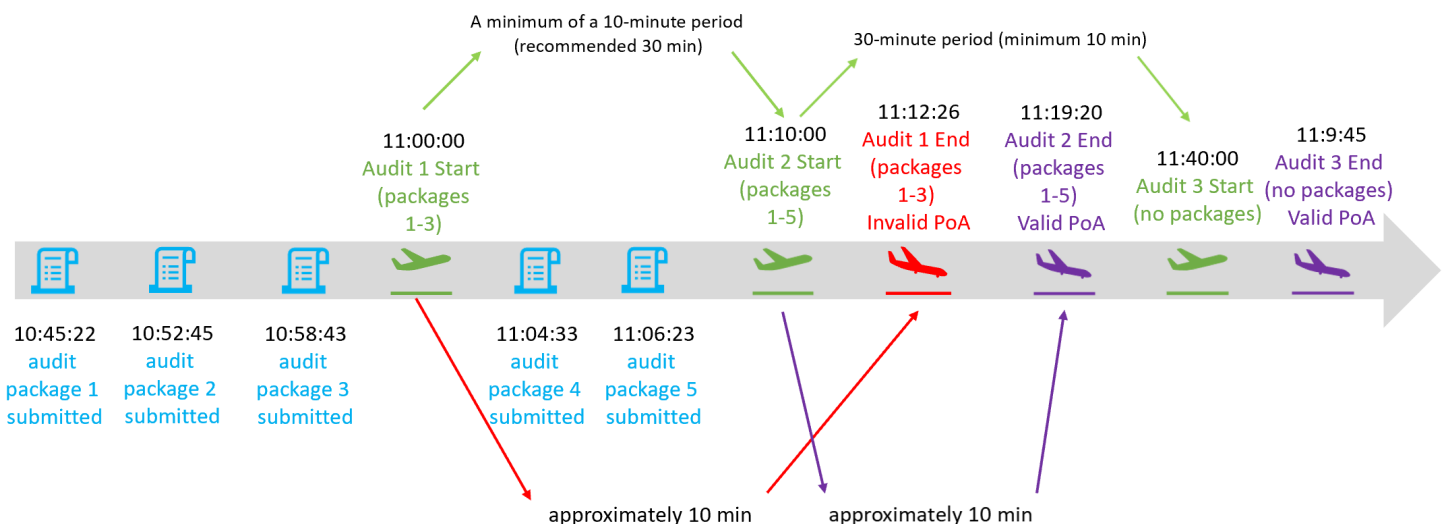 A minimum of a 10-minute period
(recommended 30 min)
30-minute period (minimum 10 min)
11:00:00
Audit 1 Start
(packages
1-3)
11:10:00
Audit 2 Start
(packages
1-5)
11:12:26
Audit 1 End
(packages
1-3)
Invalid PoA
11:19:20
Audit 2 End
(packages
1-5)
Valid PoA
11:40:00
Audit 3 Start
(no packages)
11:9:45
Audit 3 End
(no packages)
Valid PoA
10:45:22
audit
package 1
submitted
10:52:45
audit
package 2
submitted
10:58:43
audit
package 3
submitted
11:04:33
audit
package 4
submitted
11:06:23
audit
package 5
submitted
approximately 10 min
approximately 10 min